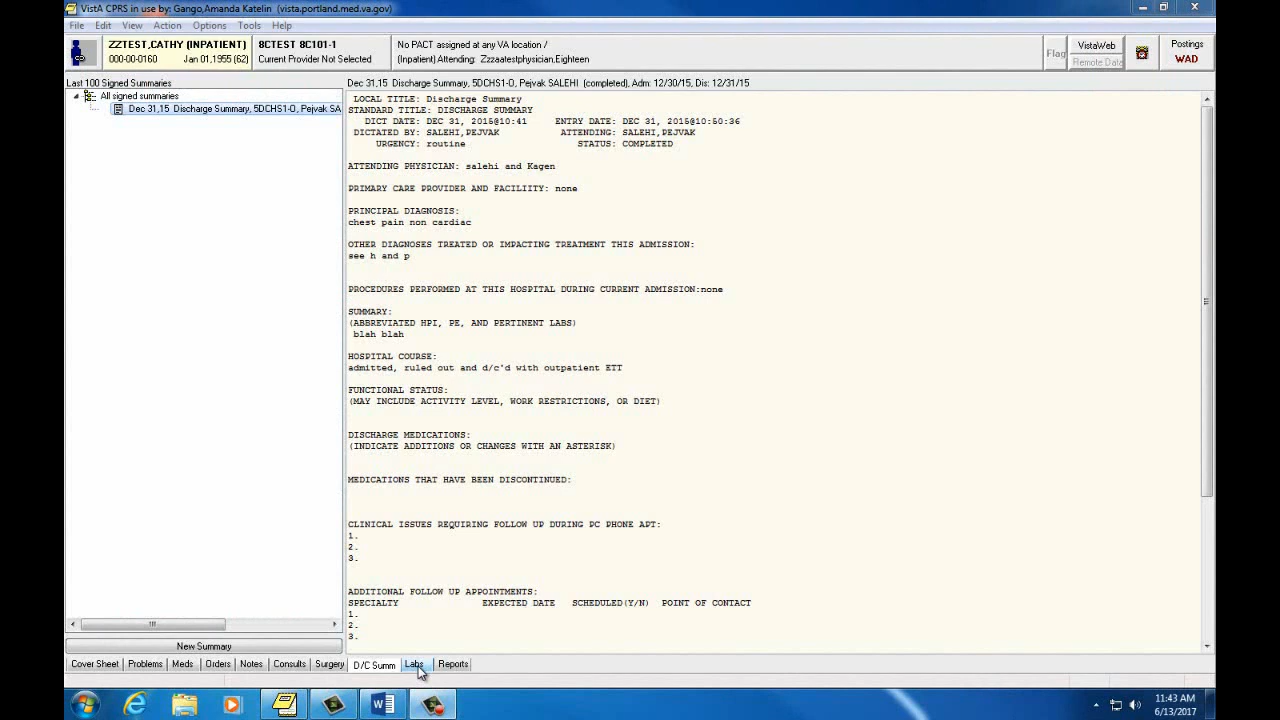 VistA CPRS in use by: Gango,Amanda Katelin (vista.portland.med.va.gov)
File Edit View Action Options Tools Help
ZZTEST,CATHY (INPATIENT)
000-00-0160 Jan 01,1955 (62)
8CTEST 8C101-1
Current Provider Not Selected
No PACT assigned at any VA location /
(Inpatient) Attending: Zzzaatestphysician,Eighteen
Flag
VistaWeb
Remote Data
Postings
WAD
Last 100 Signed Summaries
All signed summaries
Dec 31,15 Discharge Summary, 5DCHS1-O, Pejvak SA
Dec 31,15 Discharge Summary, 5DCHS1-O, Pejvak SALEHI (completed), Adm: 12/30/15, Dis: 12/31/15
LOCAL TITLE: Discharge Summary
STANDARD TITLE: DISCHARGE SUMMARY
DICT DATE: DEC 31, 2015@10:41 ENTRY DATE: DEC 31, 2015@10:50:36
DICTATED BY: SALEHI,PEJVAK ATTENDING: SALEHI,PEJVAK
URGENCY: routine STATUS: COMPLETED
ATTENDING PHYSICIAN: salehi and Kagen
PRIMARY CARE PROVIDER AND FACILIITY: none
PRINCIPAL DIAGNOSIS:
chest pain non cardiac
OTHER DIAGNOSES TREATED OR IMPACTING TREATMENT THIS ADMISSION:
see h and p
PROCEDURES PERFORMED AT THIS HOSPITAL DURING CURRENT ADMISSION:none
SUMMARY:
(ABBREVIATED HPI, PE, AND PERTINENT LABS)
blah blah
HOSPITAL COURSE:
admitted, ruled out and d/c'd with outpatient ETT
FUNCTIONAL STATUS:
(MAY INCLUDE ACTIVITY LEVEL, WORK RESTRICTIONS, OR DIET)
DISCHARGE MEDICATIONS:
(INDICATE ADDITIONS OR CHANGES WITH AN ASTERISK)
MEDICATIONS THAT HAVE BEEN DISCONTINUED:
CLINICAL ISSUES REQUIRING FOLLOW UP DURING PC PHONE APT:
1.
2.
3.
ADDITIONAL FOLLOW UP APPOINTMENTS:
SPECIALTY EXPECTED DATE SCHEDULED(Y/N) POINT OF CONTACT
1.
2.
3.
New Summary
Cover Sheet Problems Meds Orders Notes Consults Surgery D/C Summ Labs Reports
11:43 AM
6/13/2017